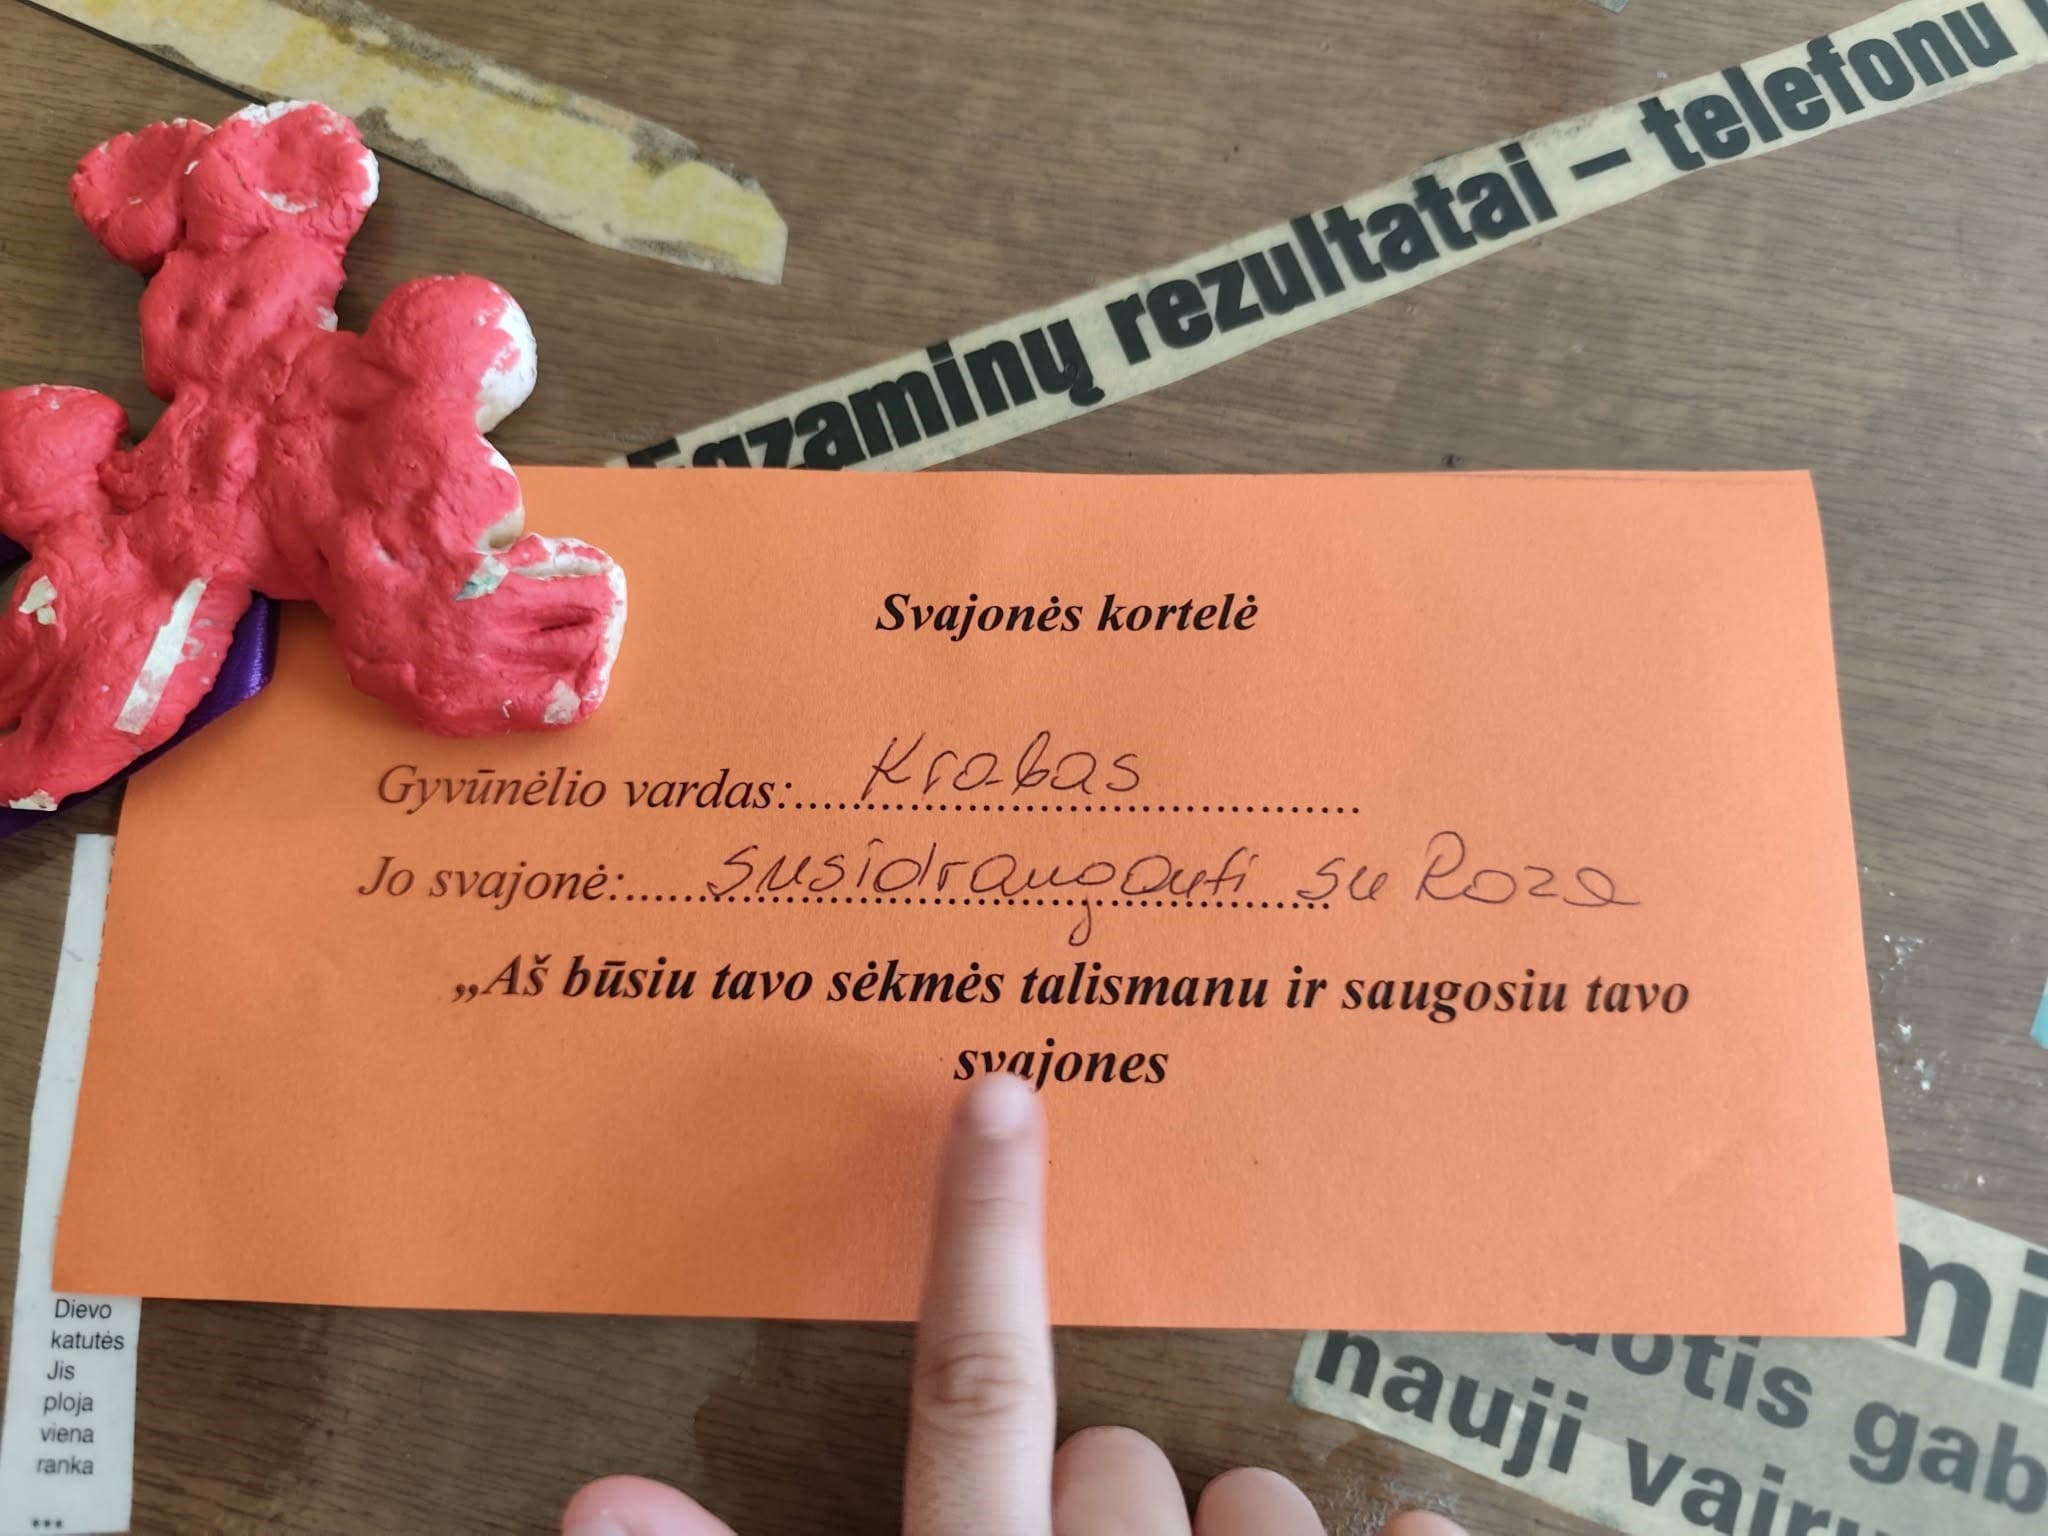 Egzaminų rezultatai – telefonu
Svajonės kortelė
Gyvūnėlio vardas:.....Krabas...............
Jo svajonė:.....susidraugauti su Roze
„Aš būsiu tavo sėkmės talismanu ir saugosiu tavo
svajones
Dievo
katutės
Jis
ploja
viena
ranka
...
nauji